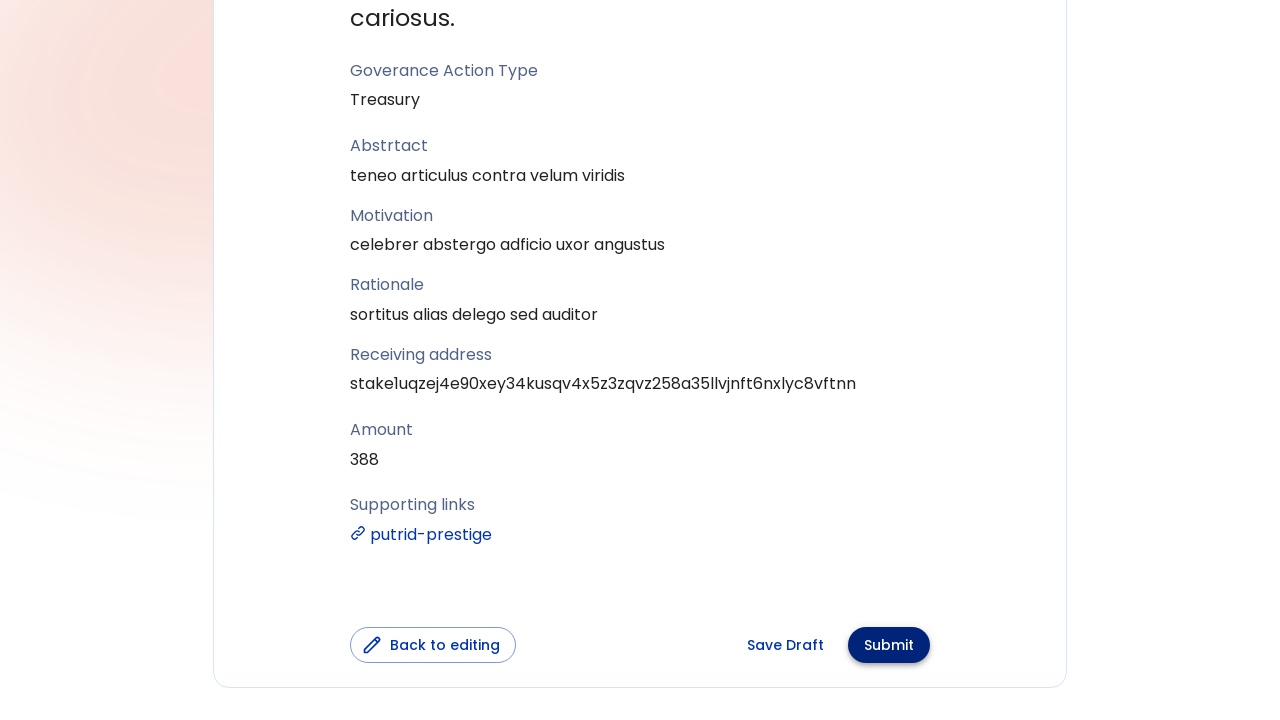 cariosus.
Goverance Action Type
Treasury
Abstrtact
teneo articulus contra velum viridis
Motivation
celebrer abstergo adficio uxor angustus
Rationale
sortitus alias delego sed auditor
Receiving address
stake1uqzej4e90xey34kusqv4x5z3zqvz258a35llvjnft6nxlyc8vftnn
Amount
388
Supporting links
putrid-prestige
Back to editing
Save Draft
Submit